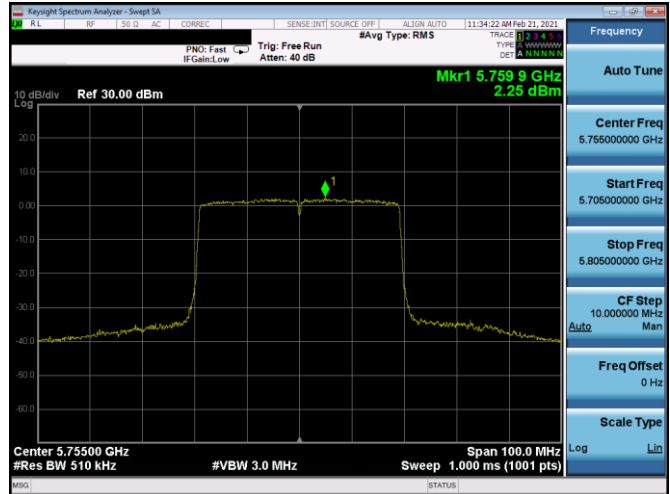 Keysight Spectrum Analyzer - Swept SA
LXI RL RF 50 Ω AC CORREC SENSE:INT SOURCE OFF ALIGN AUTO 11:34:22 AM Feb 21, 2021
#Avg Type: RMS
TRACE 1 2 3 4 5 6
TYPE A WWWWW
DET A N N N N N
PNO: Fast
IFGain:Low
Trig: Free Run
Atten: 40 dB
Mkr1 5.759 9 GHz
2.25 dBm
10 dB/div
Log
Ref 30.00 dBm
20.0
10.0
0.00
-10.0
-20.0
-30.0
-40.0
-50.0
-60.0
1
Center 5.75500 GHz
Span 100.0 MHz
#Res BW 510 kHz
#VBW 3.0 MHz
Sweep 1.000 ms (1001 pts)
MSG
STATUS
Frequency
Auto Tune
Center Freq
5.755000000 GHz
Start Freq
5.705000000 GHz
Stop Freq
5.805000000 GHz
CF Step
10.000000 MHz
Auto Man
Freq Offset
0 Hz
Scale Type
Log Lin